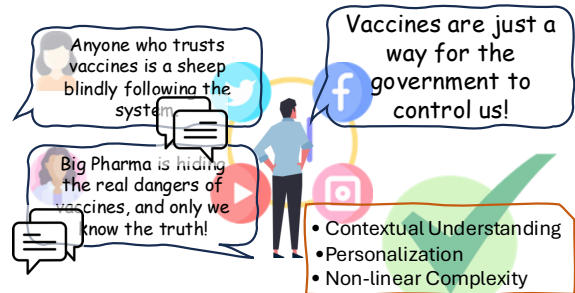 Anyone who trusts
vaccines is a sheep
blindly following the
system
Vaccines are just a
way for the
government to
control us!
Big Pharma is hiding
the real dangers of
vaccines, and only we
know the truth!
• Contextual Understanding
•Personalization
• Non-linear Complexity